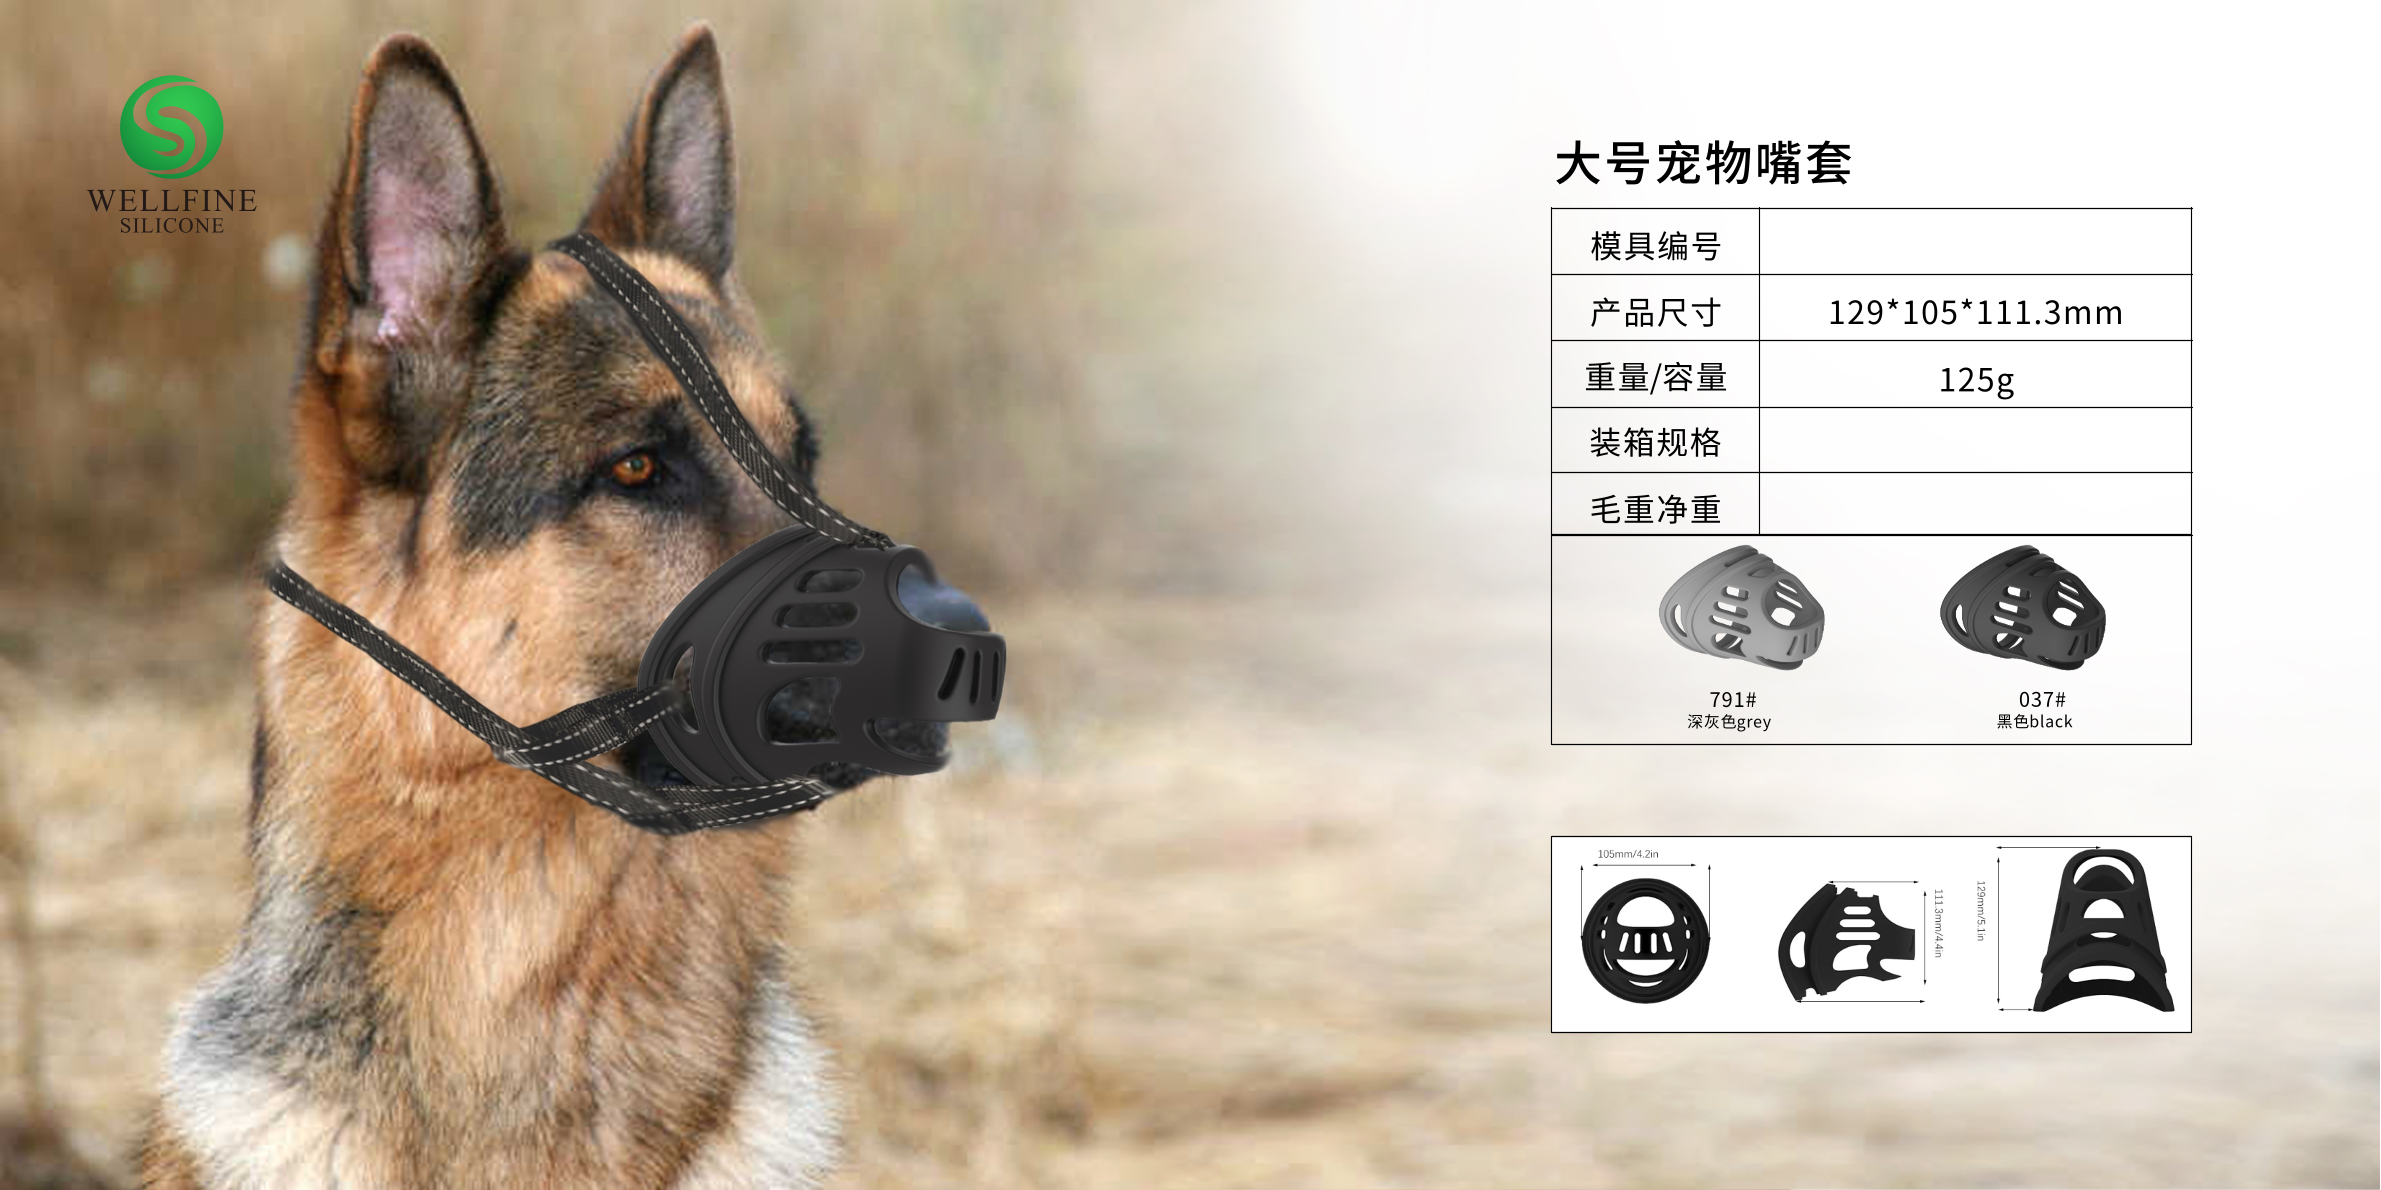 WELLFINE
SILICONE
大号宠物嘴套
模具编号
产品尺寸 129*105*111.3mm
重量/容量 125g
装箱规格
毛重净重
791# 037#
深灰色grey 黑色black
105mm/4.2in
111.3mm/4.4in
129mm/5.1in